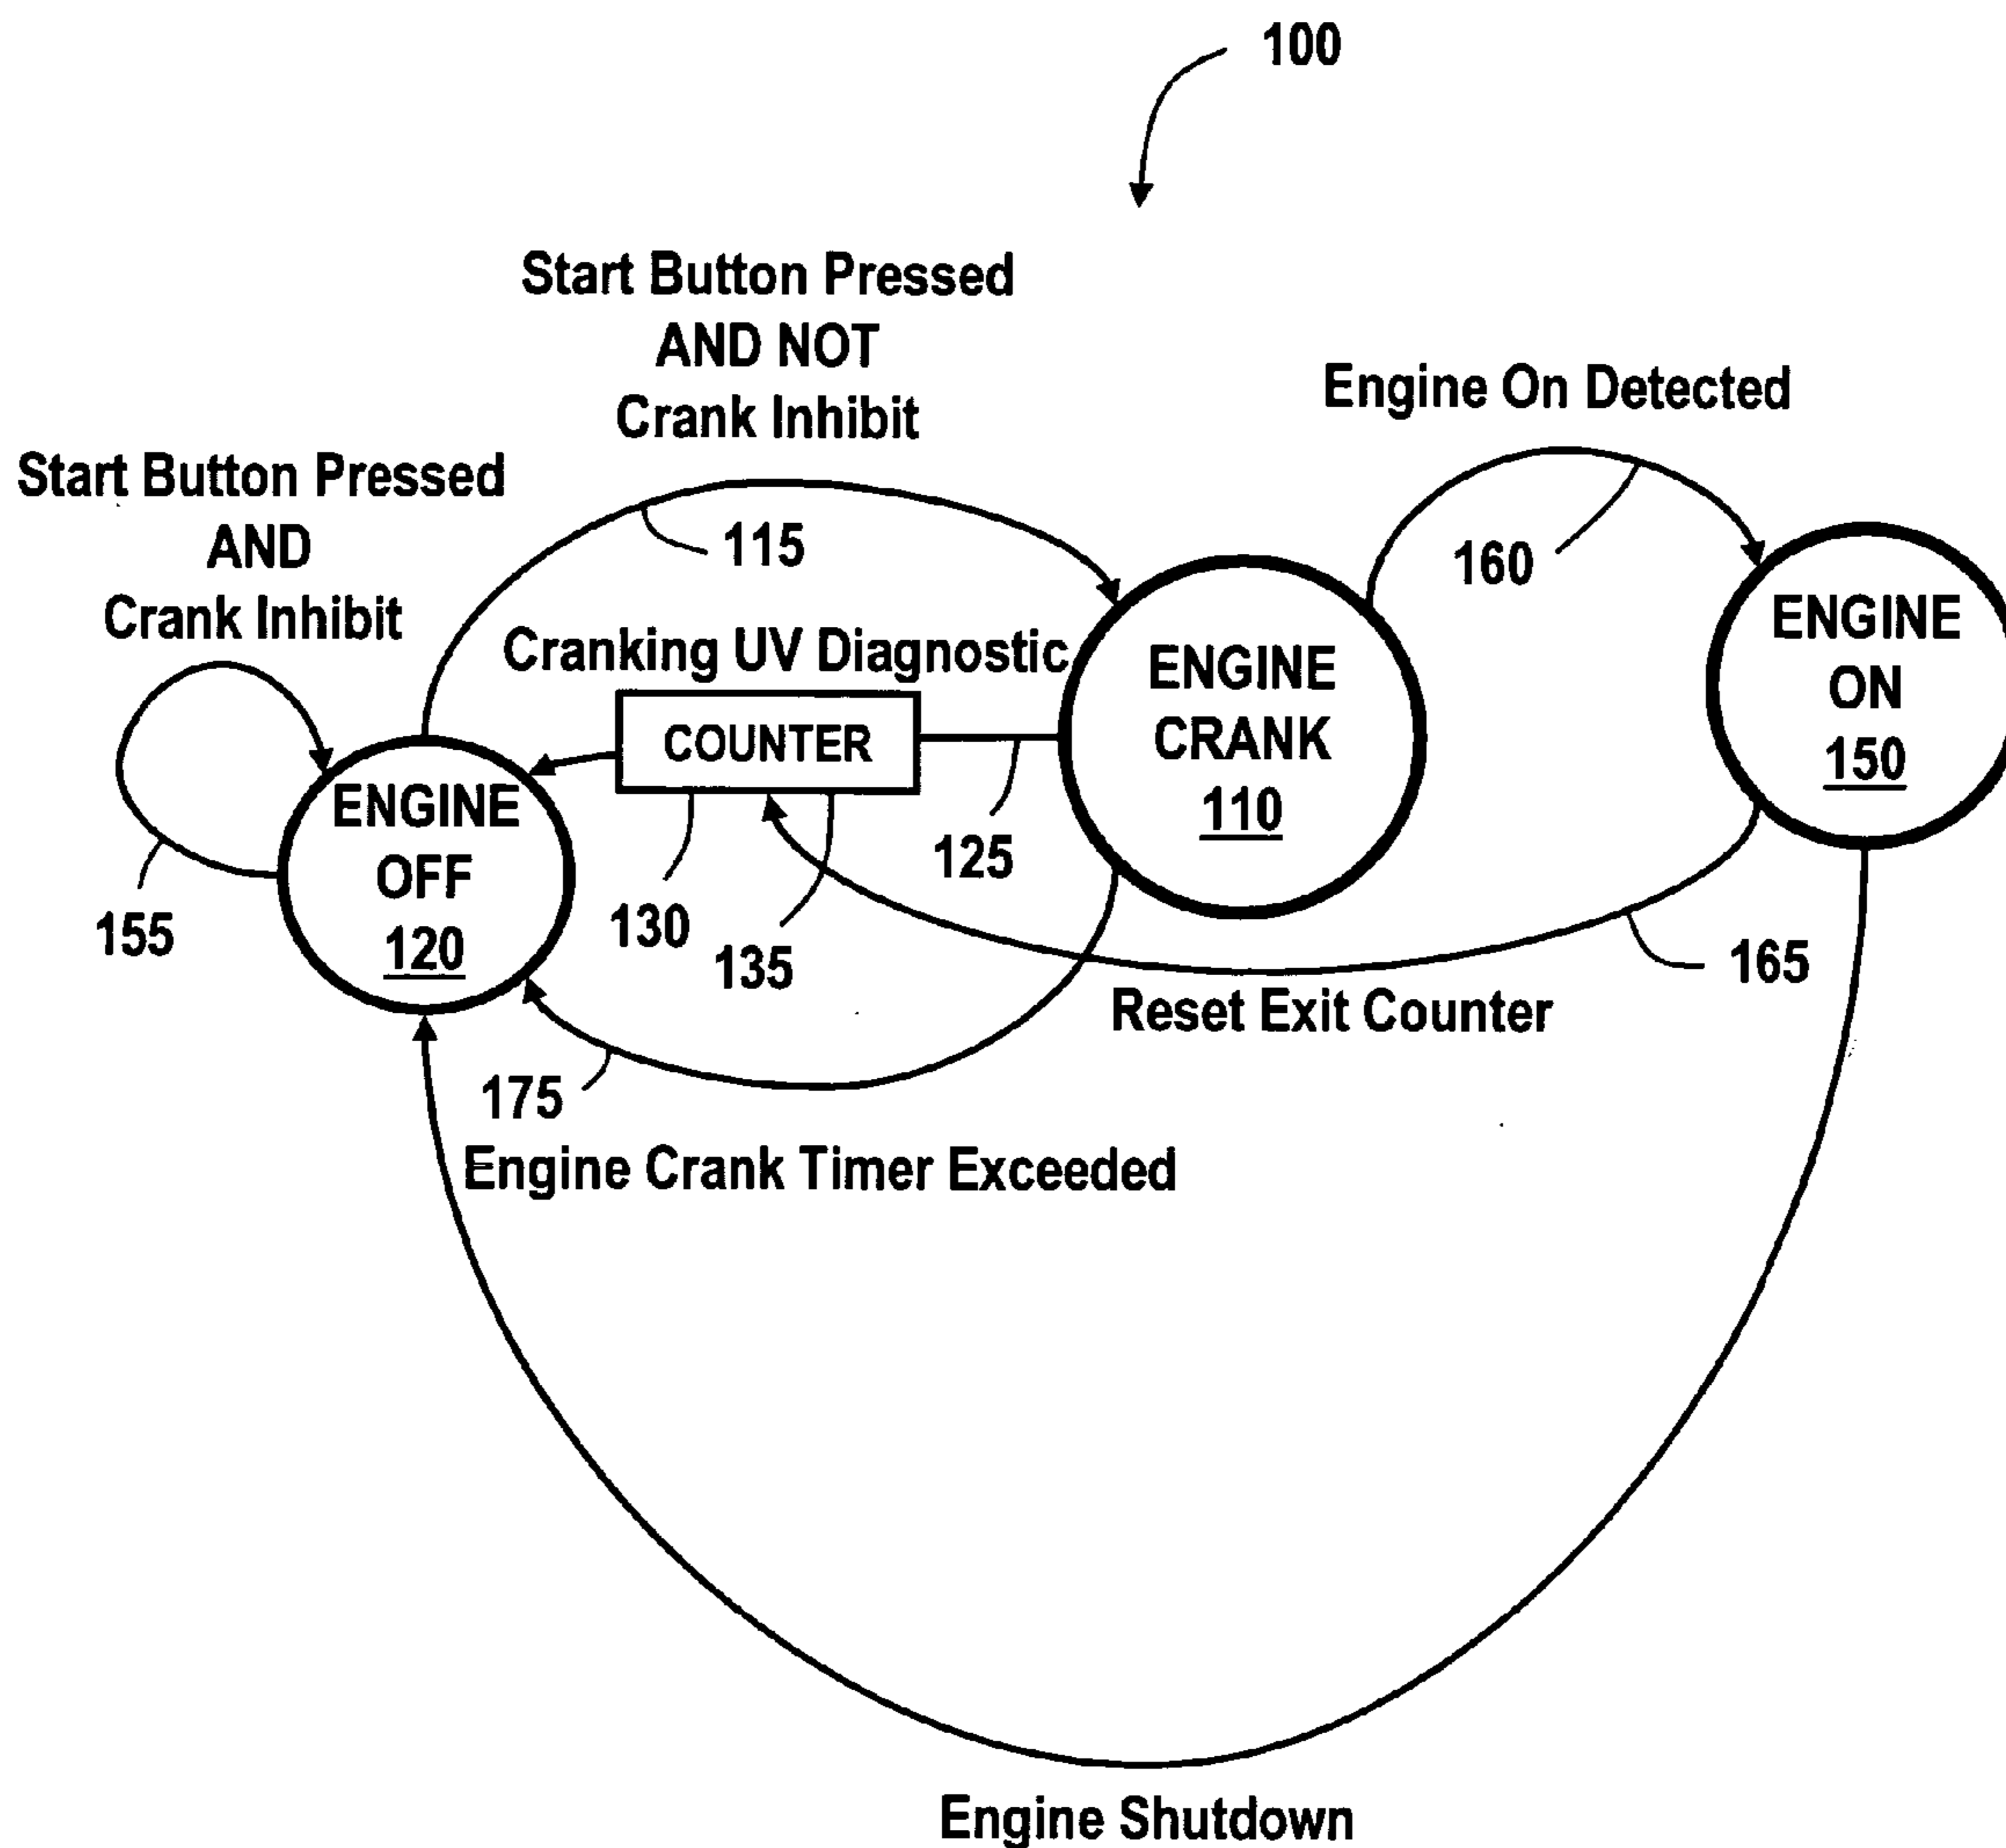 100
Start Button Pressed
AND NOT
Crank Inhibit
Engine On Detected
Start Button Pressed
AND
Crank Inhibit
115
160
ENGINE
ON
150
Cranking UV Diagnostic
ENGINE
CRANK
110
COUNTER
ENGINE
OFF
120
125
155
130
135
165
Reset Exit Counter
175
Engine Crank Timer Exceeded
Engine Shutdown